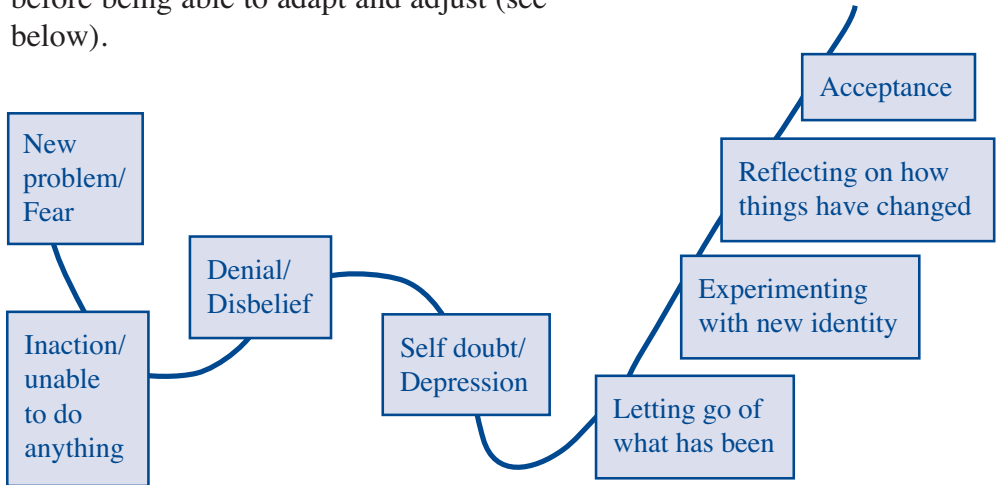 before being able to adapt and adjust (see
below).
New
problem/
Fear
Inaction/
unable
to do
anything
Denial/
Disbelief
Self doubt/
Depression
Letting go of
what has been
Experimenting
with new identity
Reflecting on how
things have changed
Acceptance